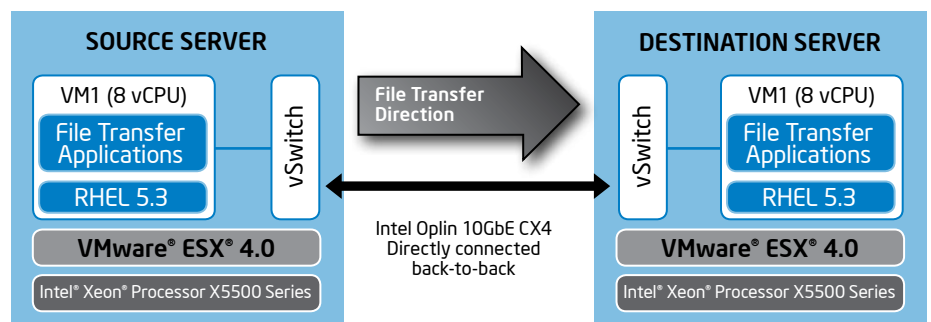 SOURCE SERVER
VM1 (8 vCPU)
File Transfer
Applications
RHEL 5.3
vSwitch
VMware® ESX® 4.0
Intel® Xeon® Processor X5500 Series
File Transfer
Direction
Intel Oplin 10GbE CX4
Directly connected
back-to-back
DESTINATION SERVER
vSwitch
VM1 (8 vCPU)
File Transfer
Applications
RHEL 5.3
VMware® ESX® 4.0
Intel® Xeon® Processor X5500 Series